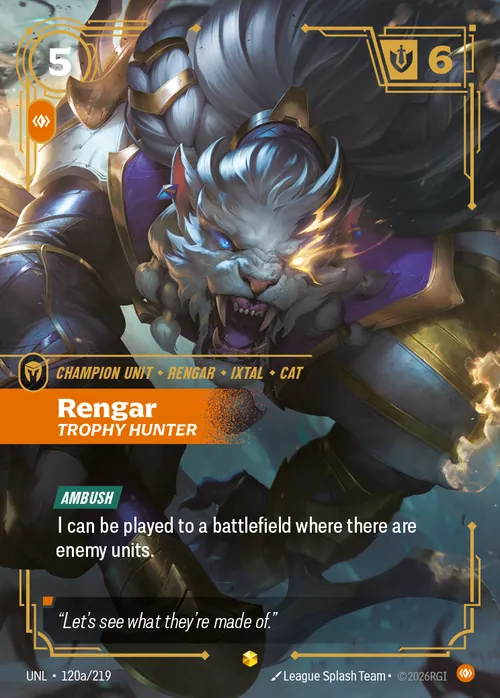 5
6
CHAMPION UNIT • RENGAR • IXTAL • CAT
Rengar
TROPHY HUNTER
AMBUSH
I can be played to a battlefield where there are
enemy units.
“Let’s see what they’re made of.”
UNL • 120a/219
League Splash Team • ©2026RGI